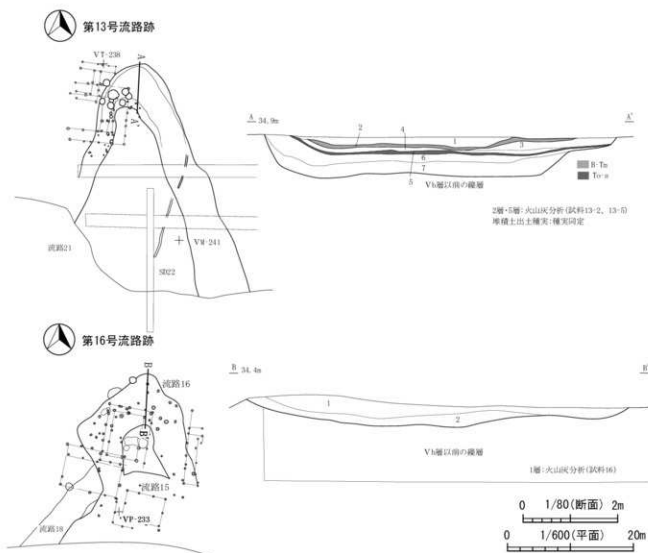 第13号流路跡
VT-238
A
A'
流路21
VM-241
SD22
A 34.9m
A'
2
4
1
3
6
7
5
Vb層以前の線層
B-Tm
To-a
2層・5層: 火山灰分析(試料13-2, 13-5)
堆積土出土種実: 種実同定
第16号流路跡
B
流路16
B'
流路15
流路18
VF-233
B 34.4m
B'
1
2
Vb層以前の線層
1層: 火山灰分析(試料16)
0 1/80(断面) 2m
0 1/600(平面) 20m